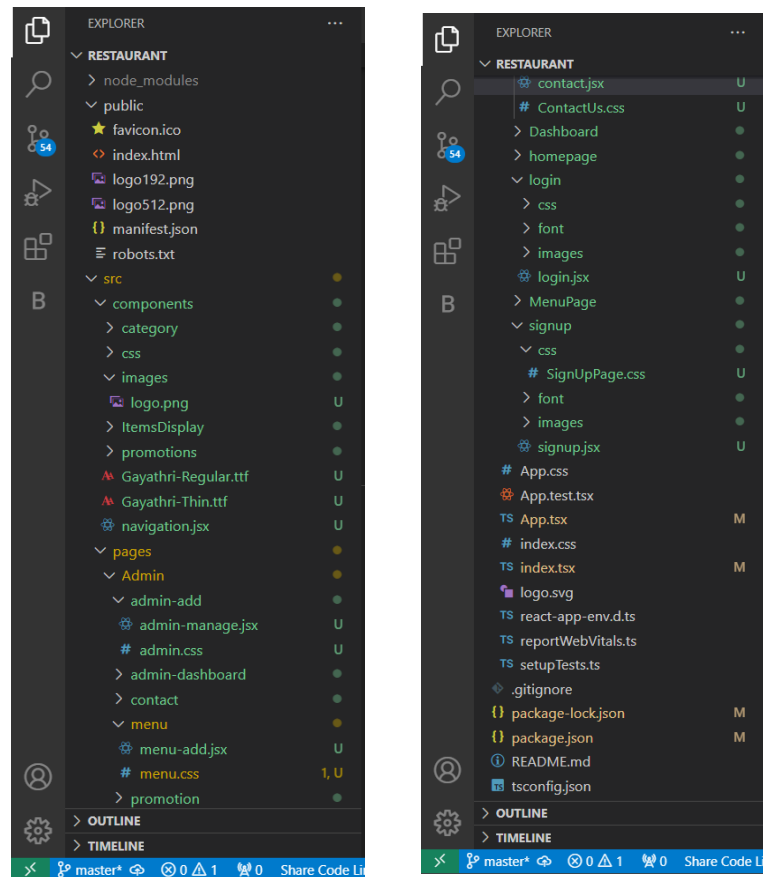 EXPLORER ...
RESTAURANT
node_modules
public
favicon.ico
index.html
logo192.png
logo512.png
{} manifest.json
robots.txt
src
components
category
css
images
logo.png U
ItemsDisplay
promotions
Gayathri-Regular.ttf U
Gayathri-Thin.ttf U
navigation.jsx U
pages
Admin
admin-add
admin-manage.jsx U
# admin.css U
admin-dashboard
contact
menu
menu-add.jsx U
# menu.css 1, U
promotion
OUTLINE
TIMELINE
54
B
master* 0 1 0 Share Code Li
EXPLORER ...
RESTAURANT
contact.jsx U
# ContactUs.css U
Dashboard
homepage
login
css
font
images
login.jsx U
MenuPage
signup
css
# SignUpPage.css U
font
images
signup.jsx U
# App.css
App.test.tsx
TS App.tsx M
# index.css
TS index.tsx M
logo.svg
TS react-app-env.d.ts
TS reportWebVitals.ts
TS setupTests.ts
.gitignore
{} package-lock.json M
{} package.json M
README.md
TS tsconfig.json
OUTLINE
TIMELINE
54
B
master* 0 1 0 Share Code Li